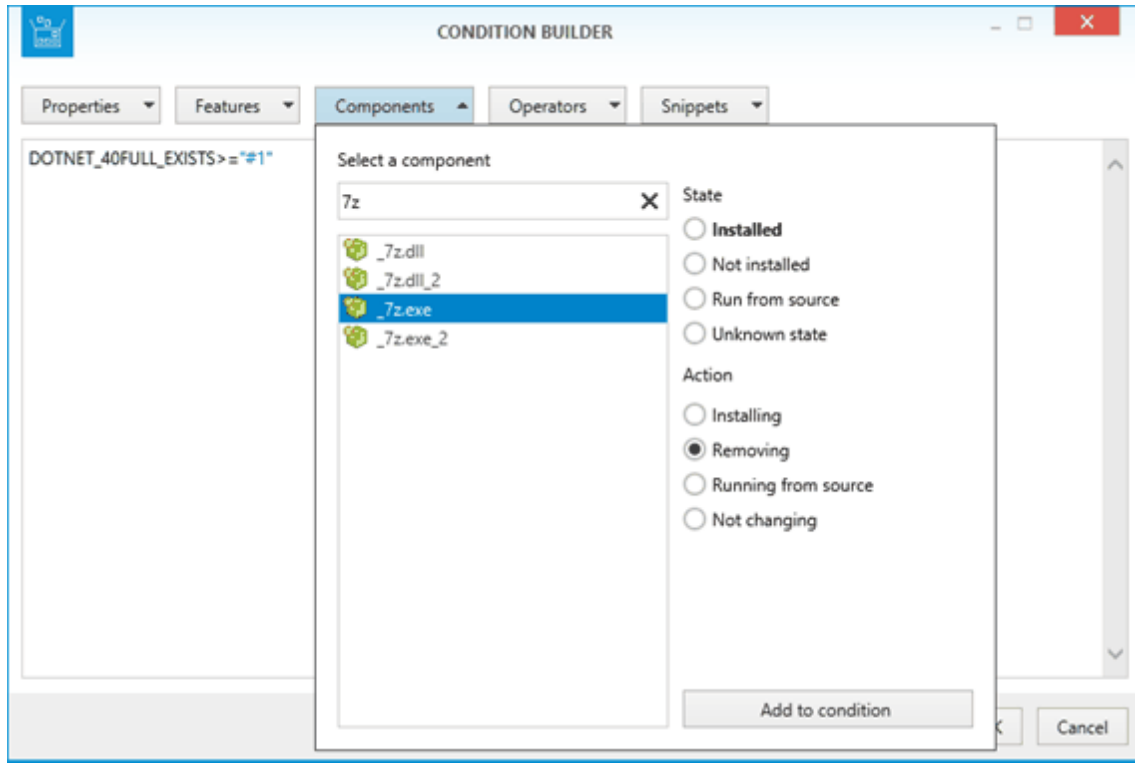 CONDITION BUILDER
Properties
Features
Components
Operators
Snippets
DOTNET_40FULL_EXISTS>="#1"
Select a component
7z
_7z.dll
_7z.dll_2
_7z.exe
_7z.exe_2
State
Installed
Not installed
Run from source
Unknown state
Action
Installing
Removing
Running from source
Not changing
Add to condition
Cancel